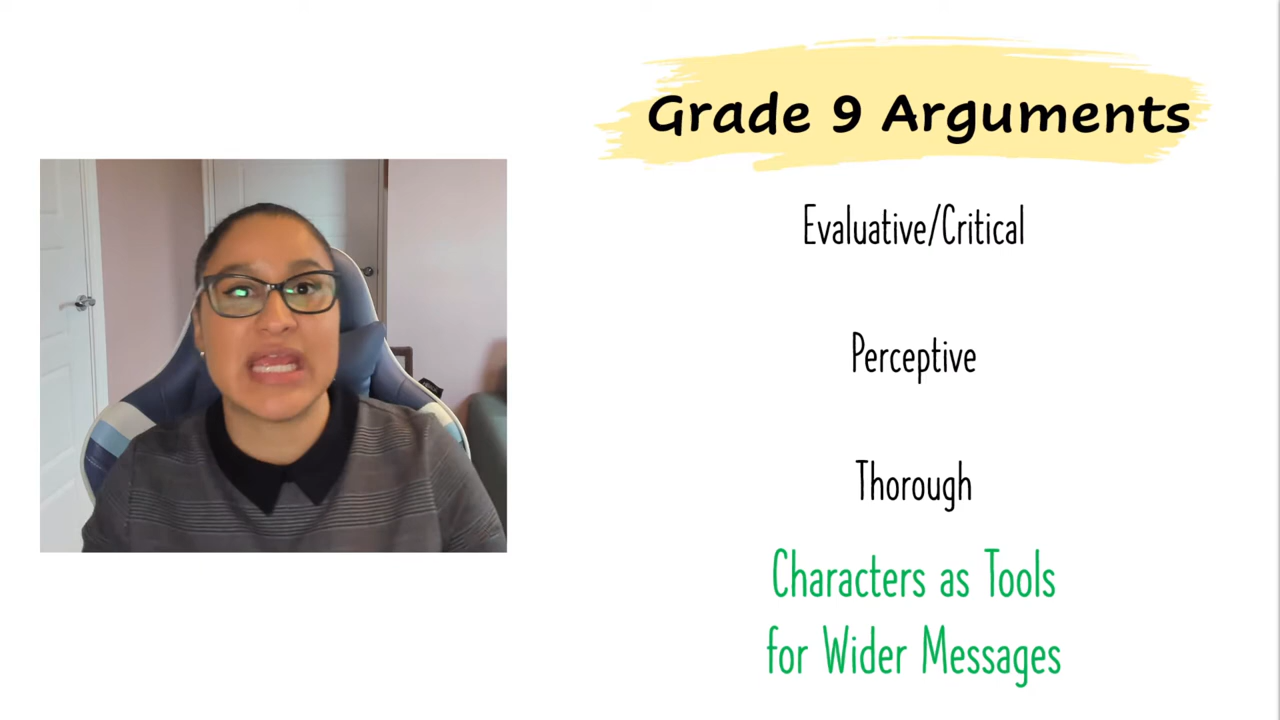 Grade 9 Arguments
Evaluative/Critical
Perceptive
Thorough
Characters as Tools
for Wider Messages